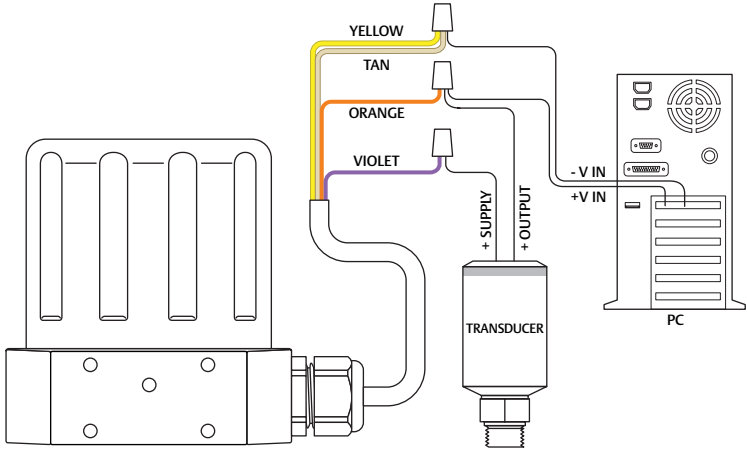 YELLOW
TAN
ORANGE
VIOLET
- V IN
+V IN
+ SUPPLY
+ OUTPUT
TRANSDUCER
PC